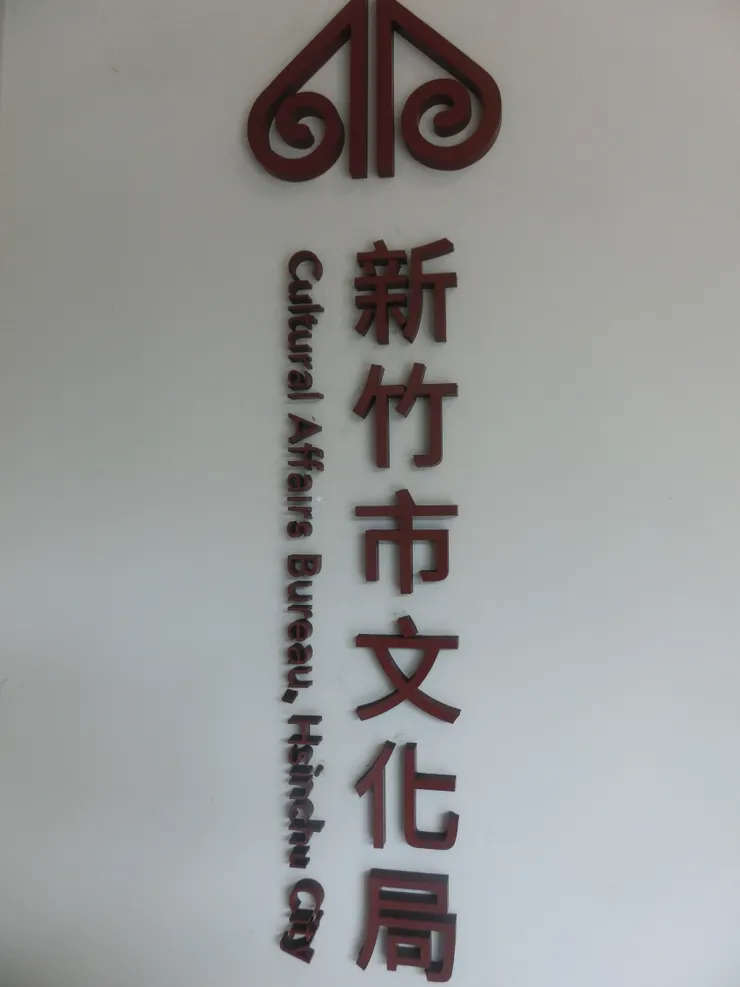 新竹市文化局
Cultural Affairs Bureau, Hsinchu City